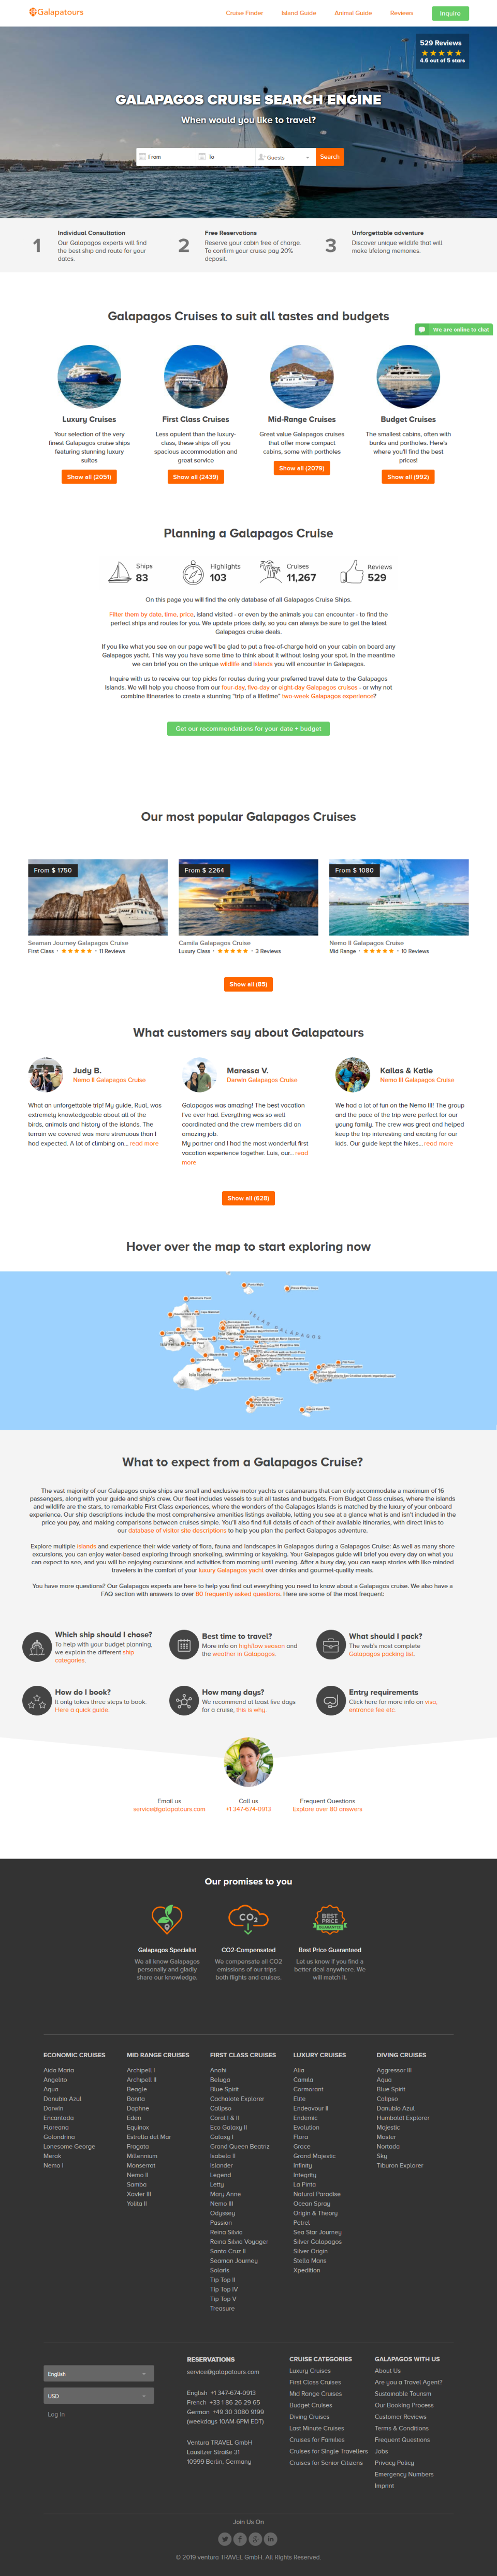 Galapatours
Cruise Finder
Island Guide
Animal Guide
Reviews
Inquire
529 Reviews
4.6 out of 5 stars
GALAPAGOS CRUISE SEARCH ENGINE
When would you like to travel?
From
To
Guests
Search
1
Individual Consultation
Our Galapagos experts will find
the best ship and route for your
dates.
2
Free Reservations
Reserve your cabin free of charge.
To confirm your cruise pay 20%
deposit.
3
Unforgettable adventure
Discover unique wildlife that will
make lifelong memories.
Galapagos Cruises to suit all tastes and budgets
We are online to chat
Luxury Cruises
Your selection of the very
finest Galapagos cruise ships
featuring stunning luxury
suites
Show all (2051)
First Class Cruises
Less opulent than the luxury-
class, these ships off you
spacious accommodation and
great service
Show all (2439)
Mid-Range Cruises
Great value Galapagos cruises
that offer more compact
cabins, some with portholes
Show all (2079)
Budget Cruises
The smallest cabins, often with
bunks and portholes. Here's
where you'll find the best
prices!
Show all (992)
Planning a Galapagos Cruise
Ships
83
Highlights
103
Cruises
11,267
Reviews
529
On this page you will find the only database of all Galapagos Cruise Ships.
Filter them by date, time, price, island visited - or even by the animals you can encounter - to find the
perfect ships and routes for you. We update prices daily, so you can always be sure to get the latest
Galapagos cruise deals.
If you like what you see on our page we'll be glad to put a free-of-charge hold on your cabin on board any
Galapagos yacht. This way you have some time to think about it without losing your spot. In the meantime
we can brief you on the unique wildlife and islands you will encounter in Galapagos.
Inquire with us to receive our top picks for routes during your preferred travel date to the Galapagos
Islands. We will help you choose from our four-day, five-day or eight-day Galapagos cruises - or why not
combine itineraries to create a stunning "trip of a lifetime" two-week Galapagos experience?
Get our recommendations for your date + budget
Our most popular Galapagos Cruises
From $ 1750
Seaman Journey Galapagos Cruise
First Class • 11 Reviews
From $ 2264
Camila Galapagos Cruise
Luxury Class • 3 Reviews
From $ 1080
Nemo II Galapagos Cruise
Mid Range • 10 Reviews
Show all (85)
What customers say about Galapatours
Judy B.
Nemo II Galapagos Cruise
What an unforgettable trip! My guide, Rual, was
extremely knowledgeable about all of the
birds, animals and history of the islands. The
terrain we covered was more strenuous than I
had expected. A lot of climbing on... read more
Maressa V.
Darwin Galapagos Cruise
Galapagos was amazing! The best vacation
I've ever had. Everything was so well
coordinated and the crew members did an
amazing job.
My partner and I had the most wonderful first
vacation experience together. Luis, our... read
more
Kailas & Katie
Nemo III Galapagos Cruise
We had a lot of fun on the Nemo III! The group
and the pace of the trip were perfect for our
young family. The crew was great and helped
keep the trip interesting and exciting for our
kids. Our guide kept the hikes... read more
Show all (628)
Hover over the map to start exploring now
ISLAS GALAPAGOS
Isla Isabela
What to expect from a Galapagos Cruise?
The vast majority of our Galapagos cruise ships are small and exclusive motor yachts or catamarans that can only accommodate a maximum of 16
passengers, along with your guide and ship's crew. Our fleet includes vessels to suit all tastes and budgets. From Budget Class cruises, where the islands
and wildlife are the stars, to remarkable First Class experiences, where the wonders of the Galapagos Islands is matched by the luxury of your onboard
experience. Our ship descriptions include the most comprehensive amenities listings available, letting you see at a glance what is and isn't included in the
price you pay, and making comparisons between cruises simple. You'll also find full details of each of their available itineraries, with direct links to
our database of visitor site descriptions to help you plan the perfect Galapagos adventure.
Explore multiple islands and experience their wide variety of flora, fauna and landscapes in Galapagos during a Galapagos Cruise: As well as many shore
excursions, you can enjoy water-based exploring through snorkeling, swimming or kayaking. Your Galapagos guide will brief you every day on what you
can expect to see, and you will be enjoying excursions and activities from morning until evening. After a busy day, you can swap stories with like-minded
travelers in the comfort of your luxury Galapagos yacht over drinks and gourmet-quality meals.
You have more questions? Our Galapagos experts are here to help you find out everything you need to know about a Galapagos cruise. We also have a
FAQ section with answers to over 80 frequently asked questions. Here are some of the most frequent:
Which ship should I chose?
To help with your budget planning,
we explain the different ship
categories.
Best time to travel?
More info on high/low season and
the weather in Galapagos.
What should I pack?
The web's most complete
Galapagos packing list.
How do I book?
It only takes three steps to book.
Here a quick guide.
How many days?
We recommend at least five days
for a cruise, this is why.
Entry requirements
Click here for more info on visa,
entrance fee etc.
Email us
service@galapatours.com
Call us
+1 347-674-0913
Frequent Questions
Explore over 80 answers
Our promises to you
Galapagos Specialist
We all know Galapagos
personally and gladly
share our knowledge.
CO2
CO2-Compensated
We compensate all CO2
emissions of our trips -
both flights and cruises.
BEST
PRICE
GUARANTEE
Best Price Guaranteed
Let us know if you find a
better deal anywhere. We
will match it.
ECONOMIC CRUISES
Aida Maria
Angelito
Aqua
Danubio Azul
Darwin
Encantada
Floreana
Golondrina
Lonesome George
Merak
Nemo I
MID RANGE CRUISES
Archipell I
Archipell II
Beagle
Bonita
Daphne
Eden
Equinox
Estrella del Mar
Fragata
Millennium
Monserrat
Nemo II
Samba
Xavier III
Yolita II
FIRST CLASS CRUISES
Anahi
Beluga
Blue Spirit
Cachalote Explorer
Calipso
Coral I & II
Eco Galaxy II
Galaxy I
Grand Queen Beatriz
Isabela II
Islander
Legend
Letty
Mary Anne
Nemo III
Odyssey
Passion
Reina Silvia
Reina Silvia Voyager
Santa Cruz II
Seaman Journey
Solaris
Tip Top II
Tip Top IV
Tip Top V
Treasure
LUXURY CRUISES
Alia
Camila
Cormorant
Elite
Endeavour II
Endemic
Evolution
Flora
Grace
Grand Majestic
Infinity
Integrity
La Pinta
Natural Paradise
Ocean Spray
Origin & Theory
Petrel
Sea Star Journey
Silver Galapagos
Silver Origin
Stella Maris
Xpedition
DIVING CRUISES
Aggressor III
Aqua
Blue Spirit
Calipso
Danubio Azul
Humboldt Explorer
Majestic
Master
Nortada
Sky
Tiburon Explorer
English
USD
Log In
RESERVATIONS
service@galapatours.com
English +1 347-674-0913
French +33 1 86 26 29 65
German +49 30 3080 9199
(weekdays 10AM-6PM EDT)
Ventura TRAVEL GmbH
Lausitzer Straße 31
10999 Berlin, Germany
CRUISE CATEGORIES
Luxury Cruises
First Class Cruises
Mid Range Cruises
Budget Cruises
Diving Cruises
Last Minute Cruises
Cruises for Families
Cruises for Single Travellers
Cruises for Senior Citizens
GALAPAGOS WITH US
About Us
Are you a Travel Agent?
Sustainable Tourism
Our Booking Process
Customer Reviews
Terms & Conditions
Frequent Questions
Jobs
Privacy Policy
Emergency Numbers
Imprint
Join Us On
© 2019 ventura TRAVEL GmbH. All Rights Reserved.